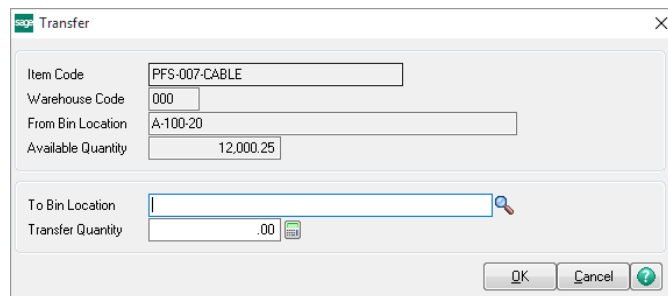 sage Transfer
Item Code PFS-007-CABLE
Warehouse Code 000
From Bin Location A-100-20
Available Quantity 12,000.25
To Bin Location
Transfer Quantity .00
OK Cancel ?